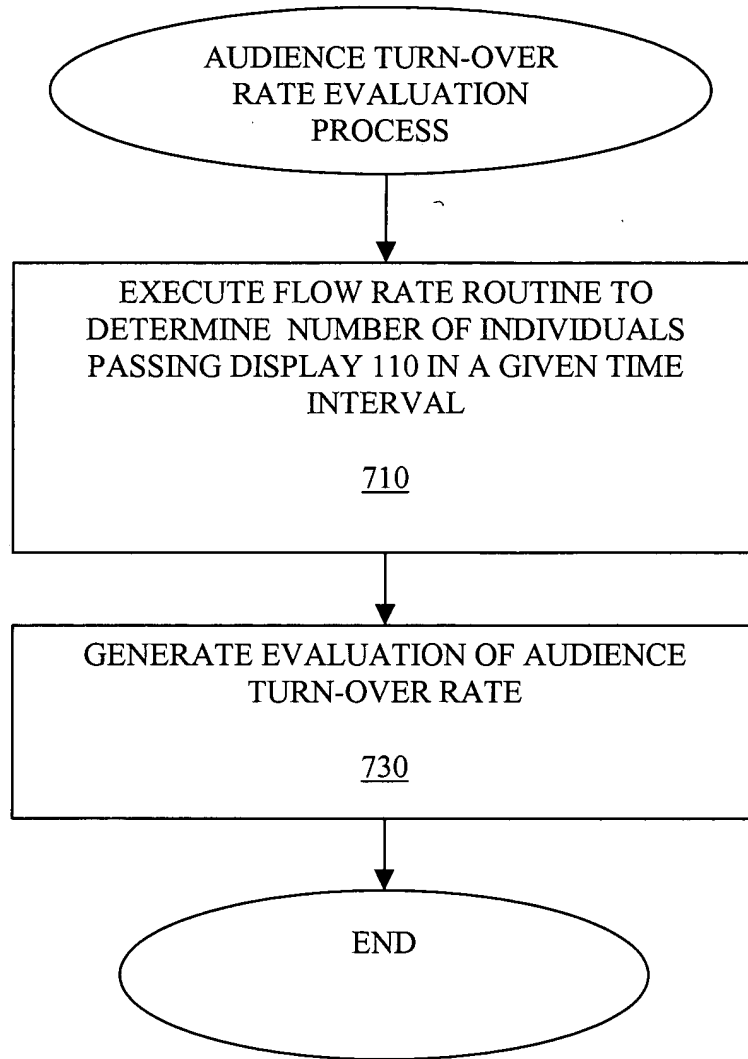 AUDIENCE TURN-OVER
RATE EVALUATION
PROCESS
EXECUTE FLOW RATE ROUTINE TO
DETERMINE NUMBER OF INDIVIDUALS
PASSING DISPLAY 110 IN A GIVEN TIME
INTERVAL
710
GENERATE EVALUATION OF AUDIENCE
TURN-OVER RATE
730
END